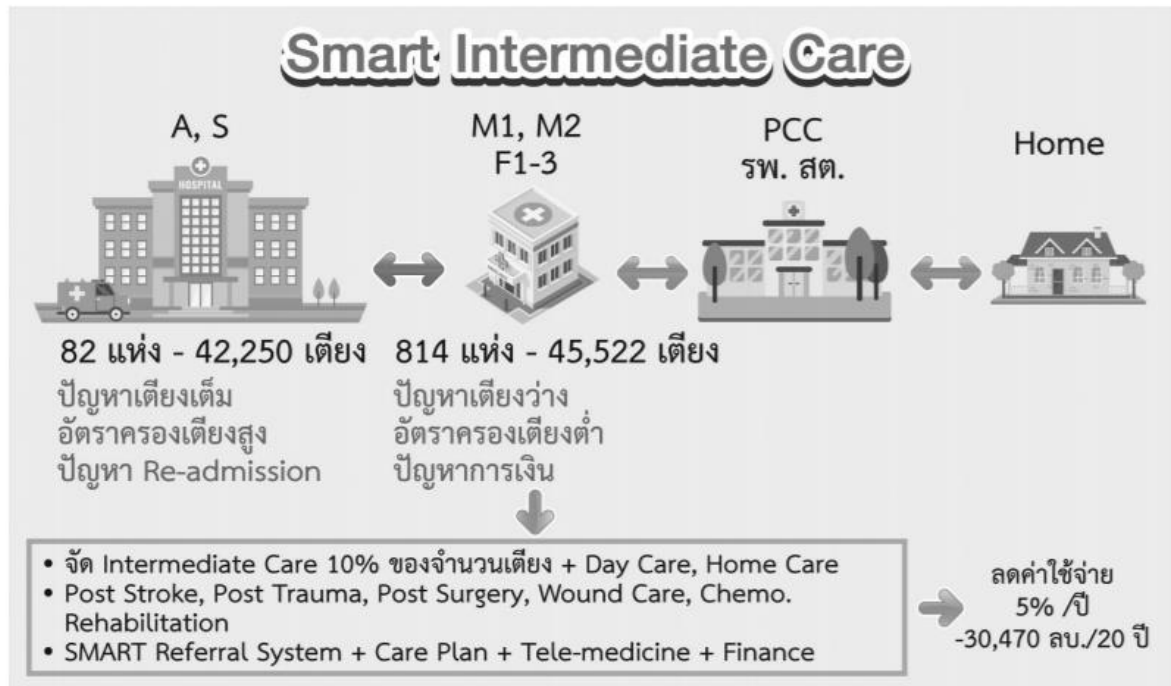 Smart Intermediate Care
A, S
M1, M2
F1-3
PCC
รพ. สต.
Home
HOSPITAL
82 แห่ง - 42,250 เตียง
ปัญหาเตียงเต็ม
อัตราครองเตียงสูง
ปัญหา Re-admission
814 แห่ง - 45,522 เตียง
ปัญหาเตียงว่าง
อัตราครองเตียงต่ำ
ปัญหาการเงิน
• จัด Intermediate Care 10% ของจำนวนเตียง + Day Care, Home Care
• Post Stroke, Post Trauma, Post Surgery, Wound Care, Chemo.
Rehabilitation
• SMART Referral System + Care Plan + Tele-medicine + Finance
ลดค่าใช้จ่าย
5% /ปี
-30,470 ลบ./20 ปี